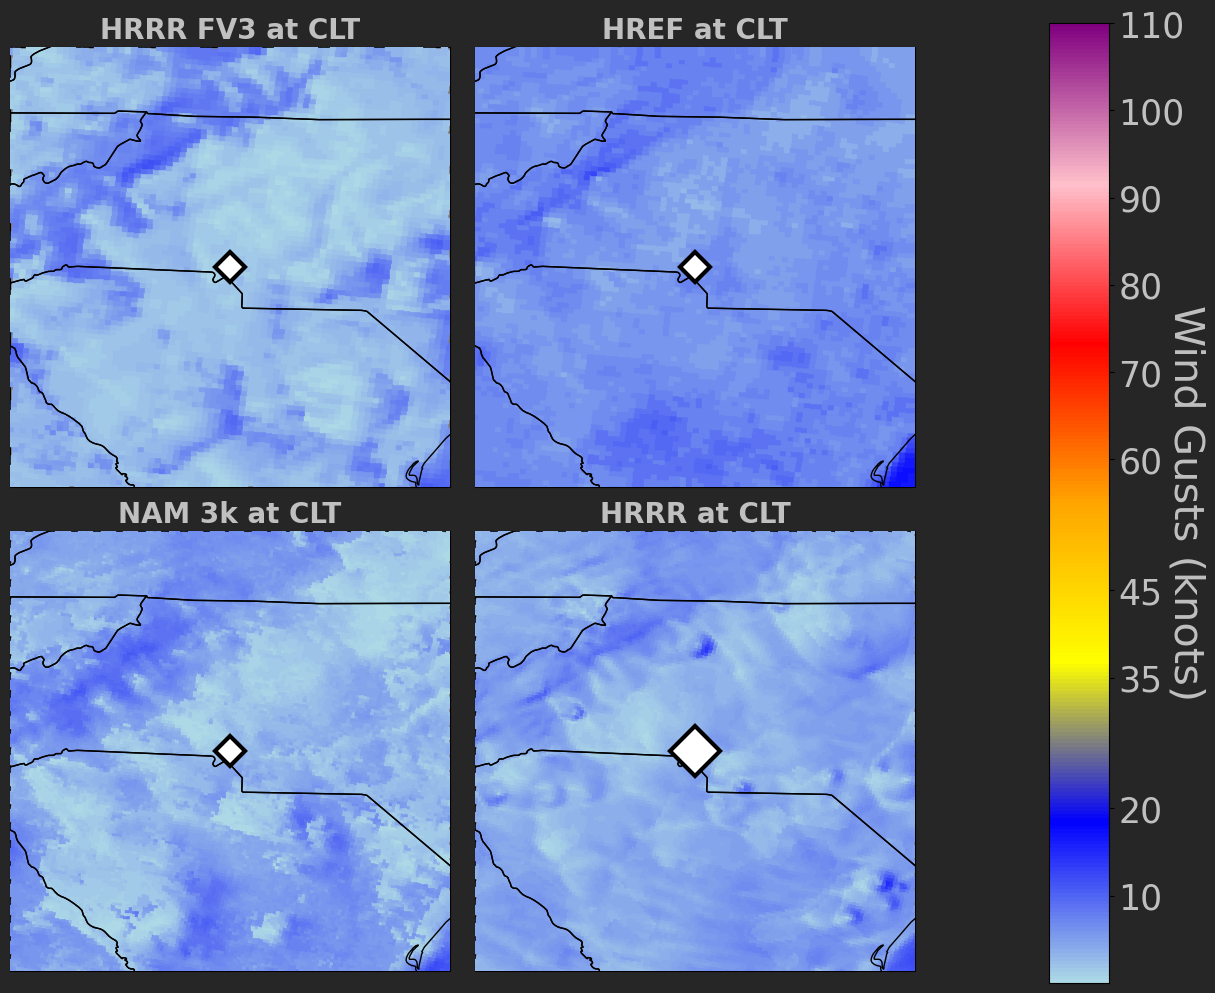 HRRR FV3 at CLT
HREF at CLT
NAM 3k at CLT
HRRR at CLT
110
100
90
80
70
60
45
35
20
10
Wind Gusts (knots)